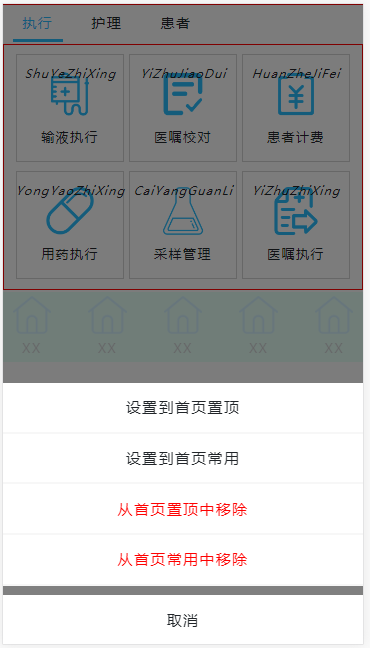 执行 护理 患者
ShuYeZhiXing YiZhuJiaoDui HuanZheJiFei
输液执行 医嘱校对 患者计费
YongYaoZhiXing CaiYangGuanLi YiZhuZhiXing
用药执行 采样管理 医嘱执行
XX XX XX XX XX
设置到首页置顶
设置到首页常用
从首页置顶中移除
从首页常用中移除
取消